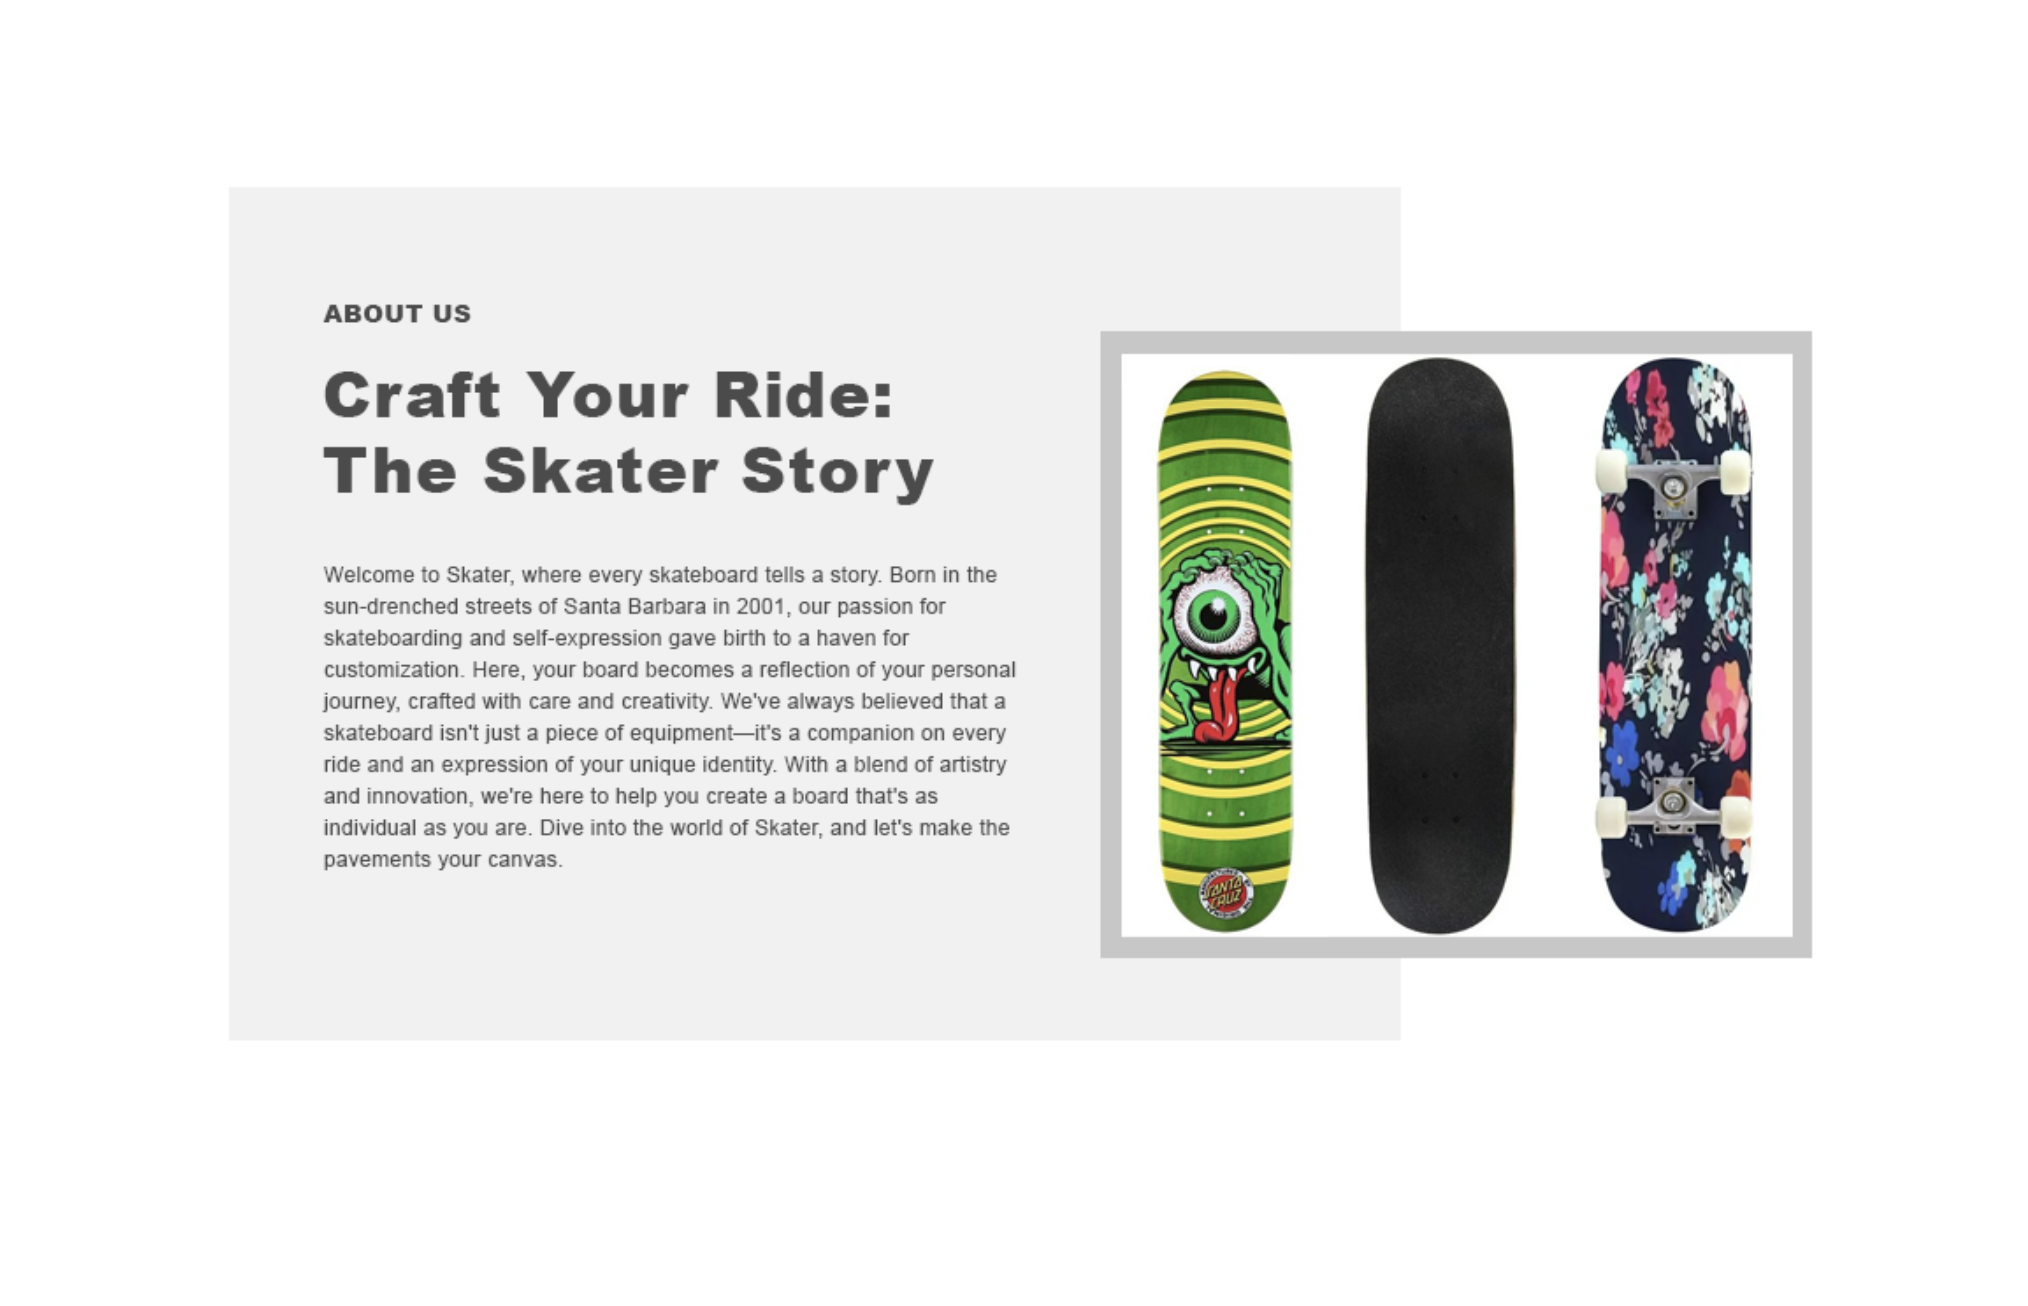 ABOUT US
Craft Your Ride:
The Skater Story
Welcome to Skater, where every skateboard tells a story. Born in the
sun-drenched streets of Santa Barbara in 2001, our passion for
skateboarding and self-expression gave birth to a haven for
customization. Here, your board becomes a reflection of your personal
journey, crafted with care and creativity. We've always believed that a
skateboard isn't just a piece of equipment—it's a companion on every
ride and an expression of your unique identity. With a blend of artistry
and innovation, we're here to help you create a board that's as
individual as you are. Dive into the world of Skater, and let's make the
pavements your canvas.
SANTA
CRUZ